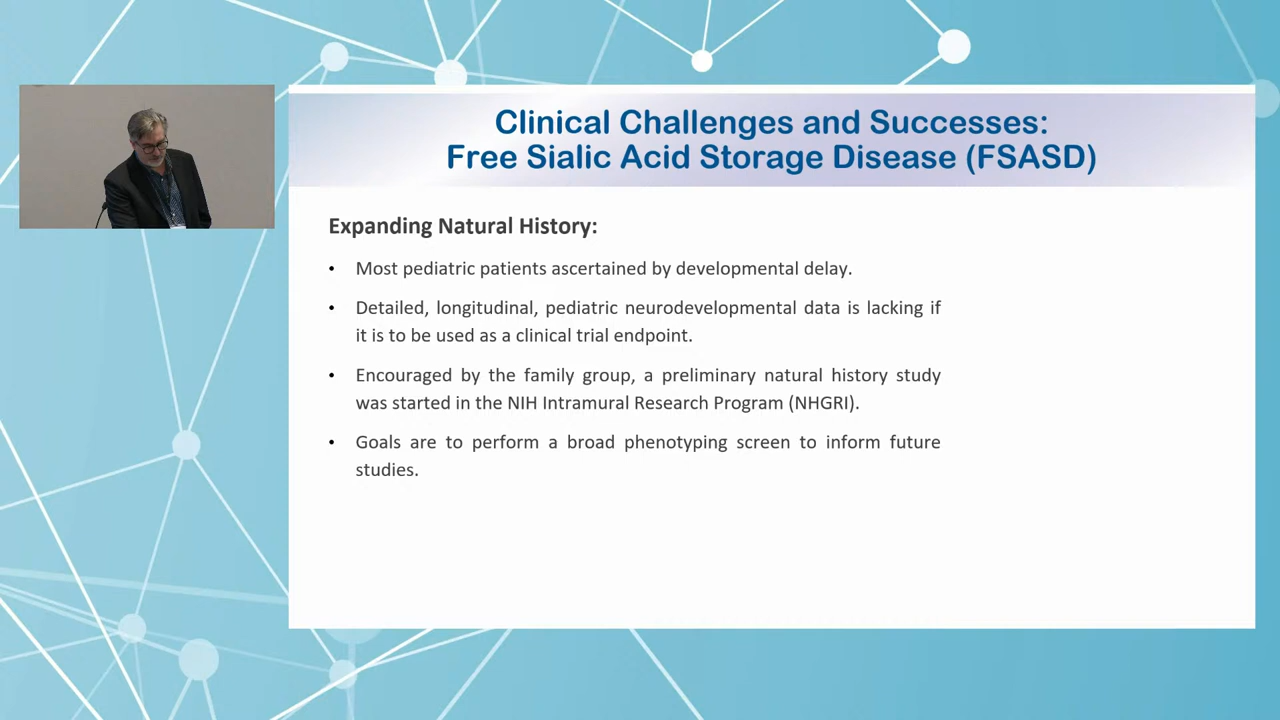 Clinical Challenges and Successes:
Free Sialic Acid Storage Disease (FSASD)
Expanding Natural History:
• Most pediatric patients ascertained by developmental delay.
• Detailed, longitudinal, pediatric neurodevelopmental data is lacking if
it is to be used as a clinical trial endpoint.
• Encouraged by the family group, a preliminary natural history study
was started in the NIH Intramural Research Program (NHGRI).
• Goals are to perform a broad phenotyping screen to inform future
studies.